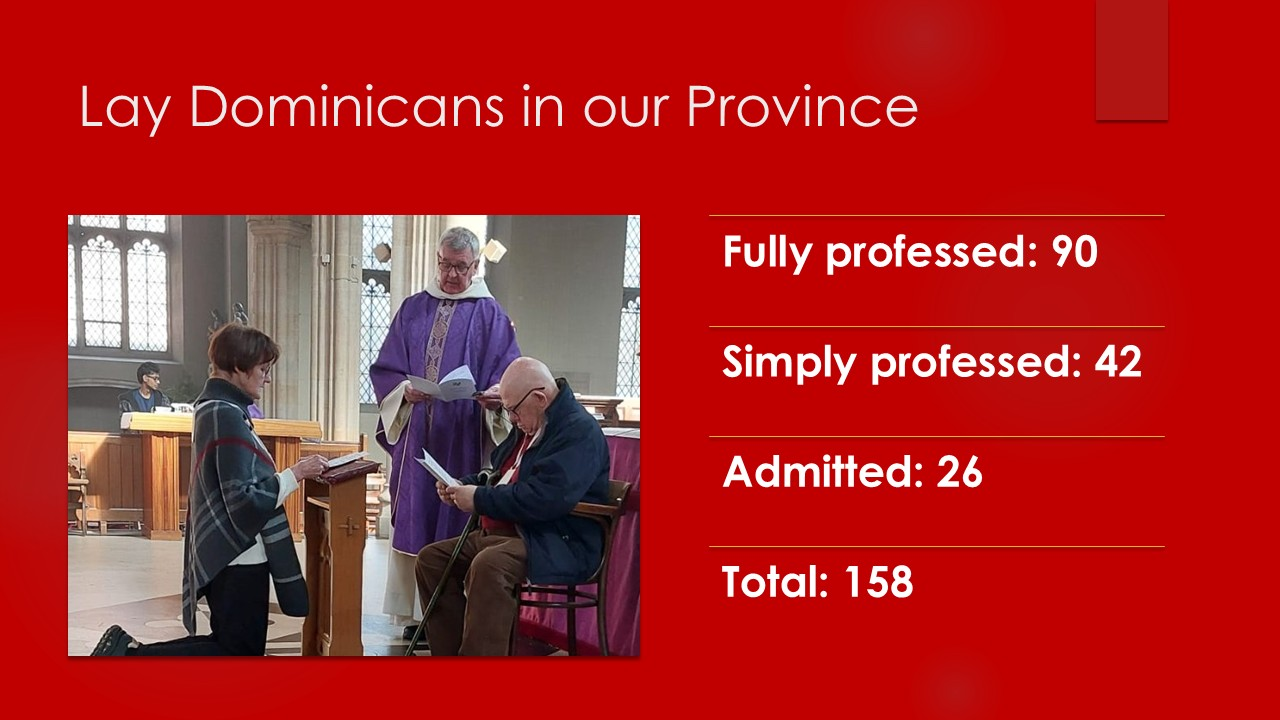 Lay Dominicans in our Province
Fully professed: 90
Simply professed: 42
Admitted: 26
Total: 158